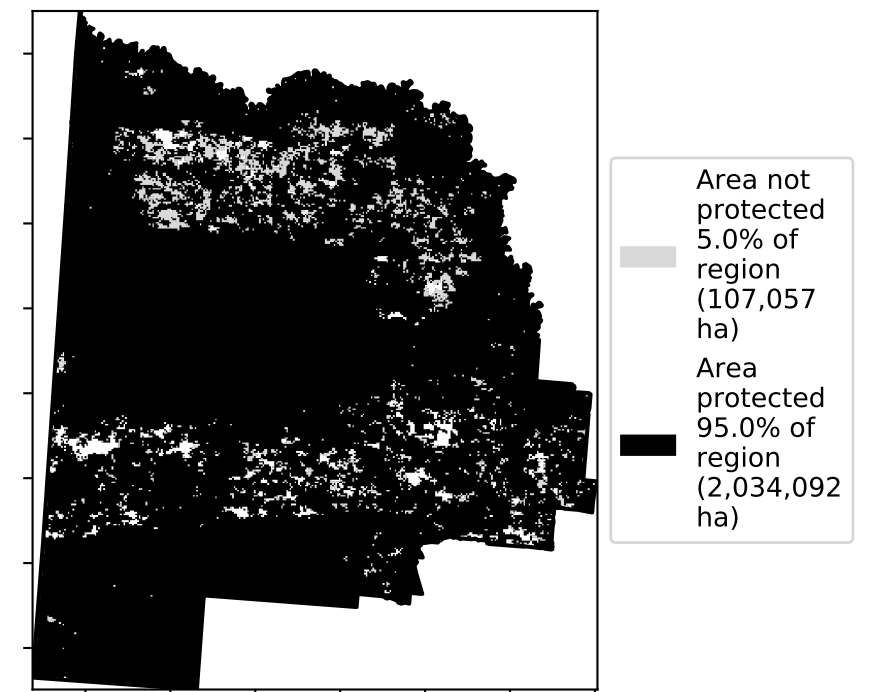 Area not
protected
5.0% of
region
(107,057
ha)
Area
protected
95.0% of
region
(2,034,092
ha)